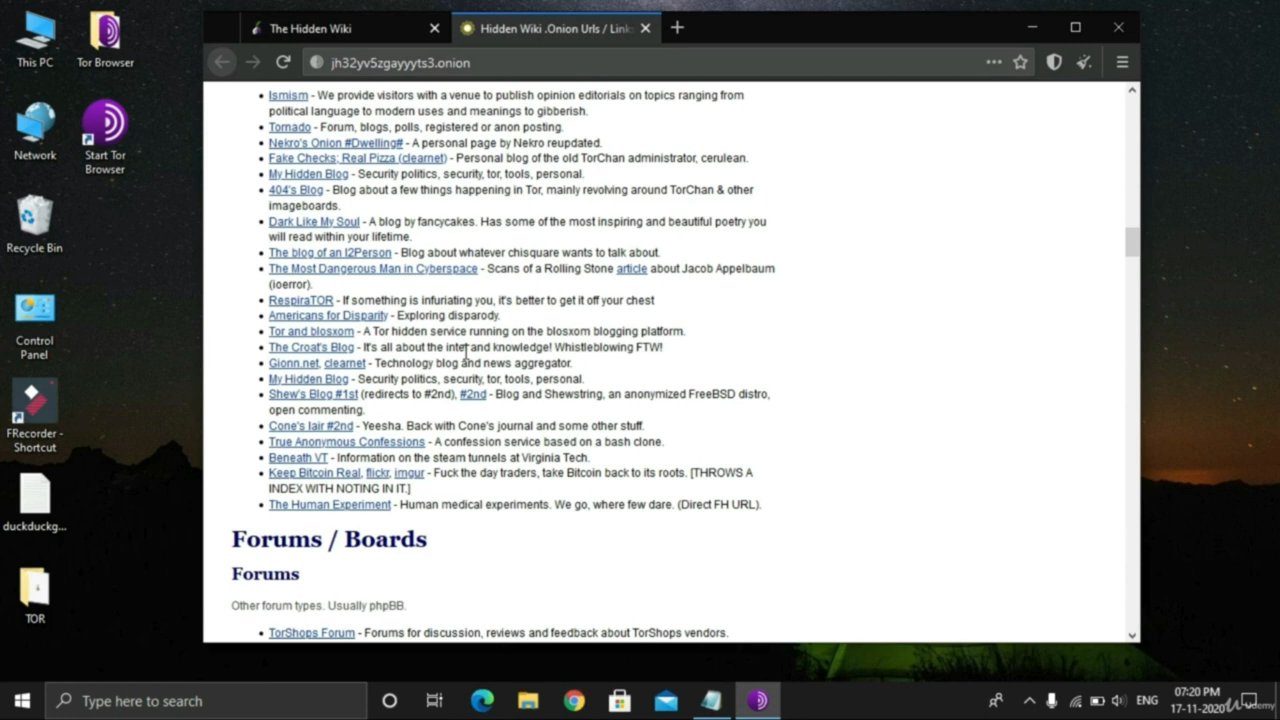 This PC
Tor Browser
Network
Start Tor
Browser
Recycle Bin
Control
Panel
FRecorder -
Shortcut
duckduckg...
TOR
The Hidden Wiki
Hidden Wiki .Onion Urls / Link
jh32yv5zgayyyts3.onion
Ismism - We provide visitors with a venue to publish opinion editorials on topics ranging from
political language to modern uses and meanings to gibberish.
Tornado - Forum, blogs, polls, registered or anon posting.
Nekro's Onion #Dwelling# - A personal page by Nekro reupdated.
Fake Checks; Real Pizza (clearnet) - Personal blog of the old TorChan administrator, cerulean.
My Hidden Blog - Security politics, security, tor, tools, personal.
404's Blog - Blog about a few things happening in Tor, mainly revolving around TorChan & other
imageboards.
Dark Like My Soul - A blog by fancycakes. Has some of the most inspiring and beautiful poetry you
will read within your lifetime.
The blog of an I2Person - Blog about whatever chisquare wants to talk about.
The Most Dangerous Man in Cyberspace - Scans of a Rolling Stone article about Jacob Appelbaum
(ioerror).
RespiraTOR - If something is infuriating you, it's better to get it off your chest
Americans for Disparity - Exploring disparody.
Tor and blosxom - A Tor hidden service running on the blosxom blogging platform.
The Croat's Blog - It's all about the intel and knowledge! Whistleblowing FTW!
Gionn.net, clearnet - Technology blog and news aggregator.
My Hidden Blog - Security politics, security, tor, tools, personal.
Shew's Blog #1st (redirects to #2nd), #2nd - Blog and Shewstring, an anonymized FreeBSD distro,
open commenting.
Cone's lair #2nd - Yeesha. Back with Cone's journal and some other stuff.
True Anonymous Confessions - A confession service based on a bash clone.
Beneath VT - Information on the steam tunnels at Virginia Tech.
Keep Bitcoin Real, flickr, imgur - Fuck the day traders, take Bitcoin back to its roots. [THROWS A
INDEX WITH NOTING IN IT.]
The Human Experiment - Human medical experiments. We go, where few dare. (Direct FH URL).
Forums / Boards
Forums
Other forum types. Usually phpBB.
TorShops Forum - Forums for discussion, reviews and feedback about TorShops vendors.
Type here to search
ENG
07:20 PM
17-11-2020
Udemy